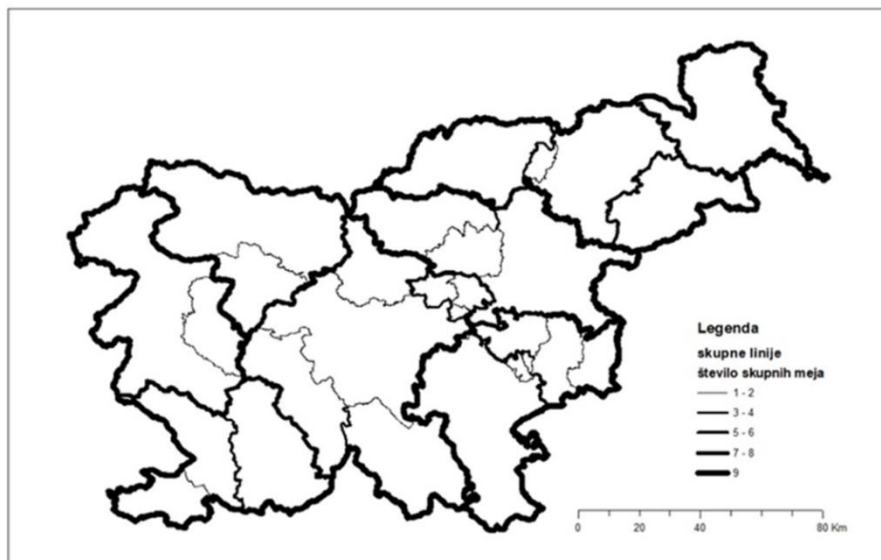 Legenda
skupne linije
število skupnih meja
1 - 2
3 - 4
5 - 6
7 - 8
9
0 20 40 80 Km